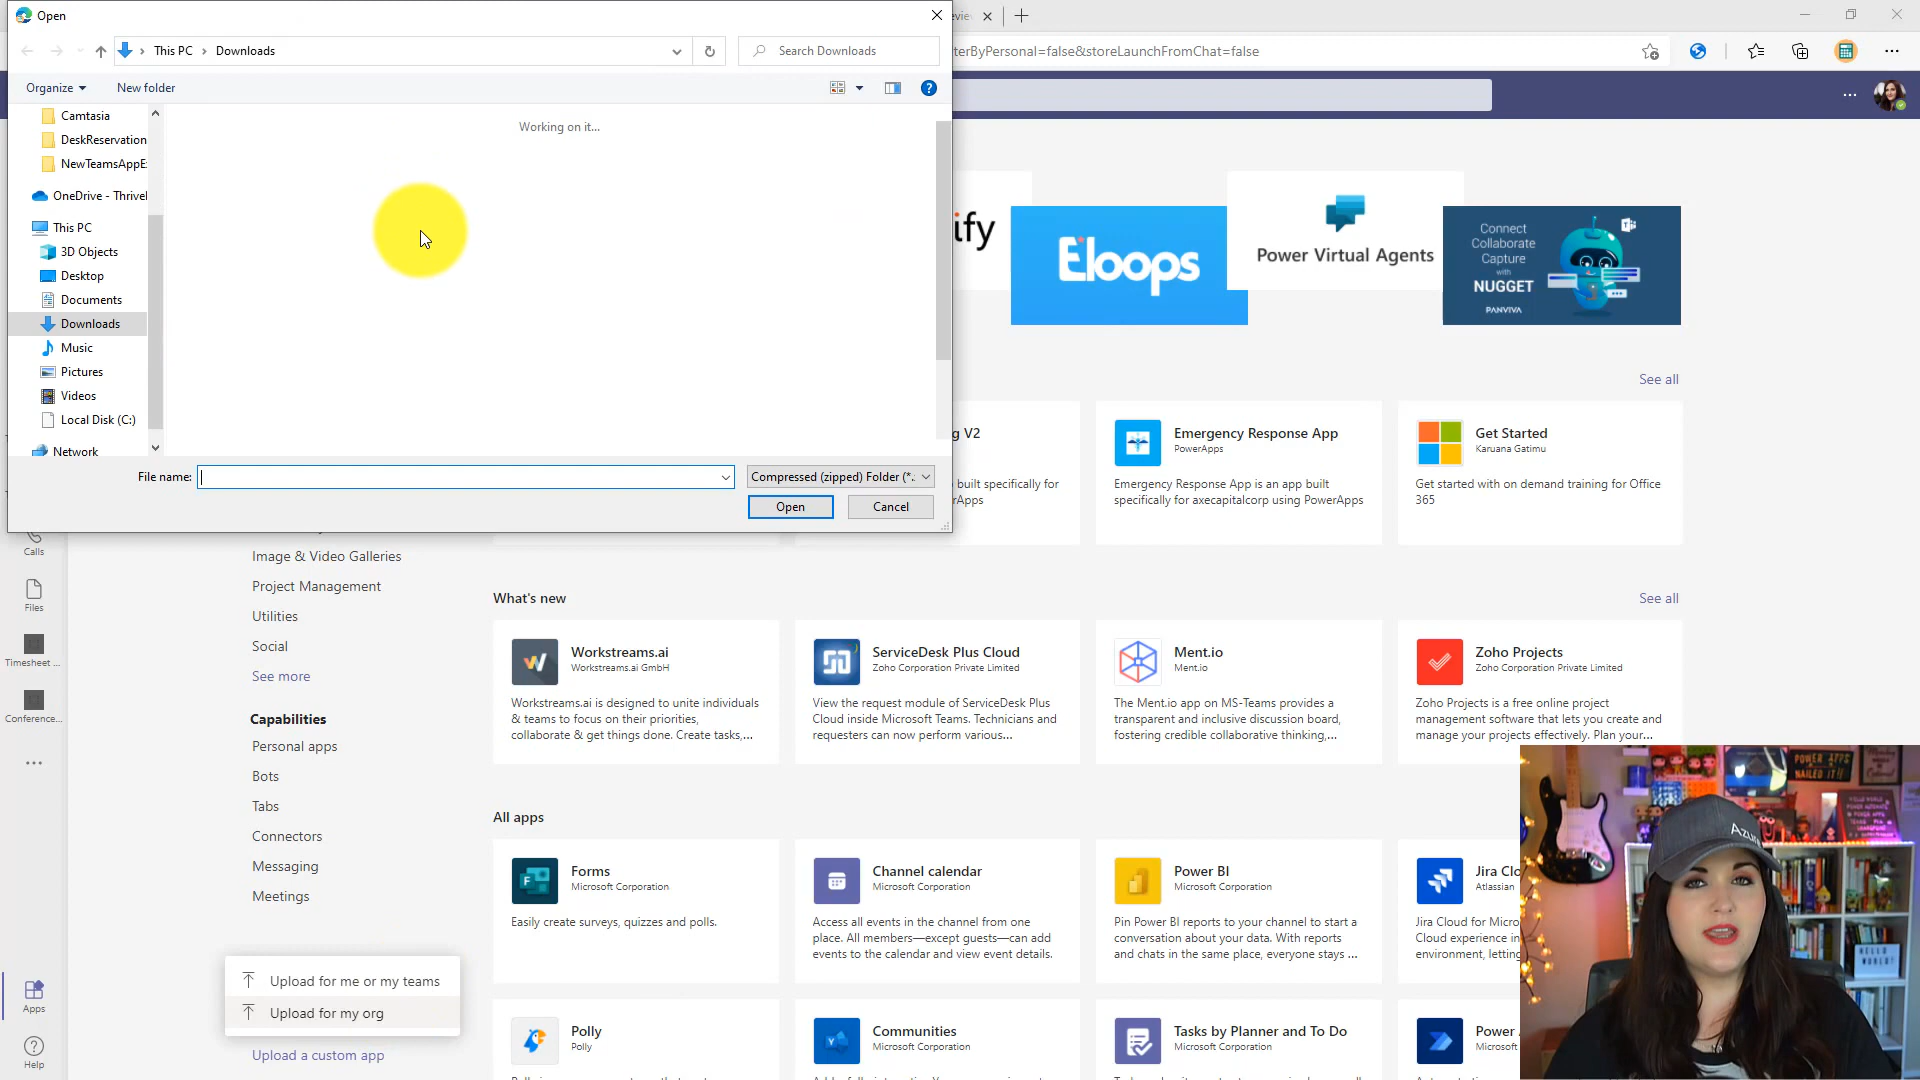 Open
This PC
Downloads
Search Downloads
terByPersonal=false&storeLaunchFromChat=false
Organize
New folder
Camtasia
DeskReservation
NewTeamsAppE
OneDrive - Thrivel
This PC
3D Objects
Desktop
Documents
Downloads
Music
Pictures
Videos
Local Disk (C:)
Network
Working on it...
File name:
Compressed (zipped) Folder (*.
Open
Cancel
ify
Eloops
Power Virtual Agents
Connect
Collaborate
Capture
with
NUGGET
PANVIVA
See all
g V2
built specifically for
rApps
Emergency Response App
PowerApps
Emergency Response App is an app built
specifically for axecapitalcorp using PowerApps
Get Started
Karuana Gatimu
Get started with on demand training for Office
365
Calls
Files
Timesheet ...
Conference...
Apps
Help
Image & Video Galleries
Project Management
Utilities
Social
See more
Capabilities
Personal apps
Bots
Tabs
Connectors
Messaging
Meetings
Upload for me or my teams
Upload for my org
Upload a custom app
What's new
See all
Workstreams.ai
Workstreams.ai GmbH
Workstreams.ai is designed to unite individuals
& teams to focus on their priorities,
collaborate & get things done. Create tasks,...
ServiceDesk Plus Cloud
Zoho Corporation Private Limited
View the request module of ServiceDesk Plus
Cloud inside Microsoft Teams. Technicians and
requesters can now perform various...
Ment.io
Ment.io
The Ment.io app on MS-Teams provides a
transparent and inclusive discussion board,
fostering credible collaborative thinking,...
Zoho Projects
Zoho Corporation Private Limited
Zoho Projects is a free online project
management software that lets you create and
manage your projects effectively. Plan your...
All apps
Forms
Microsoft Corporation
Easily create surveys, quizzes and polls.
Channel calendar
Microsoft Corporation
Access all events in the channel from one
place. All members—except guests—can add
events to the calendar and view event details.
Power BI
Microsoft Corporation
Pin Power BI reports to your channel to start a
conversation about your data. With reports
and chats in the same place, everyone stays ...
Jira Clo
Atlassian
Jira Cloud for Micro
Cloud experience in
environment, letting
Polly
Polly
Communities
Microsoft Corporation
Tasks by Planner and To Do
Microsoft Corporation
Power
Microsoft
POWER APPS
NAILED IT!!
Azu
HELLO
WORLD!